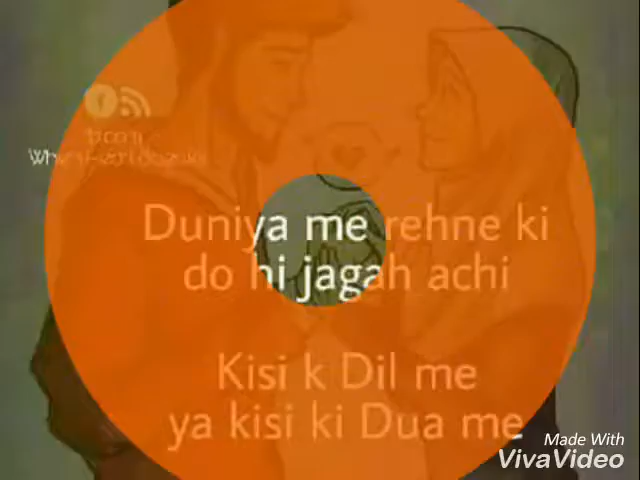 Duniya me rehne ki
do hi jagah achi
Kisi k Dil me
ya kisi ki Dua me
Made With
VivaVideo